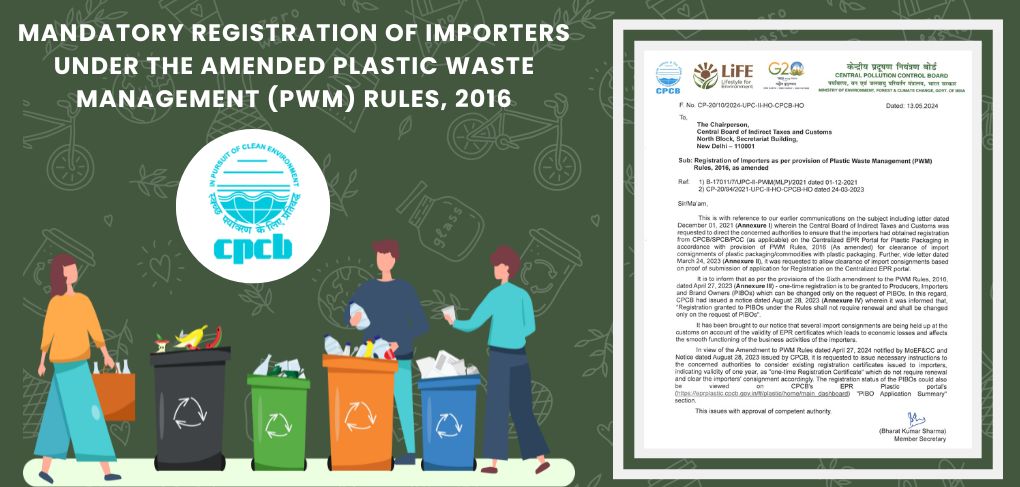 MANDATORY REGISTRATION OF IMPORTERS
UNDER THE AMENDED PLASTIC WASTE
MANAGEMENT (PWM) RULES, 2016
IN PURSUIT OF CLEAN ENVIRONMENT
स्वच्छ पर्यावरण के लिए प्रतिबद्ध
cpcb
CPCB
LiFE
Lifestyle for
Environment
G20
केन्द्रीय प्रदूषण नियंत्रण बोर्ड
CENTRAL POLLUTION CONTROL BOARD
MINISTRY OF ENVIRONMENT, FOREST & CLIMATE CHANGE, GOVT. OF INDIA
F. No. CP-20/10/2024-UPC-II-HO-CPCB-HO Dated: 13.05.2024
To,
The Chairperson,
Central Board of Indirect Taxes and Customs
North Block, Secretariat Building,
New Delhi – 110001
Sub: Registration of Importers as per provision of Plastic Waste Management (PWM)
Rules, 2016, as amended
Ref: 1) B-17011/7/UPC-II-PWM(MLP)/2021 dated 01-12-2021
2) CP-20/94/2021-UPC-II-HO-CPCB-HO dated 24-03-2023
Sir/Ma'am,
This is with reference to our earlier communications on the subject including letter dated
December 01, 2021 (Annexure I) wherein the Central Board of Indirect Taxes and Customs was
requested to direct the concerned authorities to ensure that the importers had obtained registration
from CPCB/SPCB/PCC (as applicable) on the Centralized EPR Portal for Plastic Packaging in
accordance with provision of PWM Rules, 2016 (As amended) for clearance of import
consignments of plastic packaging/commodities with plastic packaging. Further, vide letter dated
March 24, 2023 (Annexure II), it was requested to allow clearance of import consignments based
on proof of submission of application for Registration on the Centralized EPR portal.
It is to inform that as per the provisions of the Sixth amendment to the PWM Rules, 2016,
dated April 27, 2023 (Annexure III) - one-time registration is to be granted to Producers, Importers
and Brand Owners (PIBOs) which can be changed only on the request of PIBOs. In this regard,
CPCB had issued a notice dated August 28, 2023 (Annexure IV) wherein it was informed that,
"Registration granted to PIBOs under the Rules shall not require renewal and shall be changed
only on the request of PIBOs".
It has been brought to our notice that several import consignments are being held up at the
customs on account of the validity of EPR certificates which leads to economic losses and affects
the smooth functioning of the business activities of the importers.
In view of the Amendment to PWM Rules dated April 27, 2024 notified by MoEF&CC and
Notice dated August 28, 2023 issued by CPCB, it is requested to issue necessary instructions to
the concerned authorities to consider existing registration certificates issued to importers,
indicating validity of one year, as "one-time Registration Certificate" which do not require renewal
and clear the importers' consignment accordingly. The registration status of the PIBOs could also
be viewed on CPCB's EPR Plastic portal's
(https://eprplastic.cpcb.gov.in/#/plastic/home/main_dashboard) "PIBO Application Summary"
section.
This issues with approval of competent authority.
(Bharat Kumar Sharma)
Member Secretary